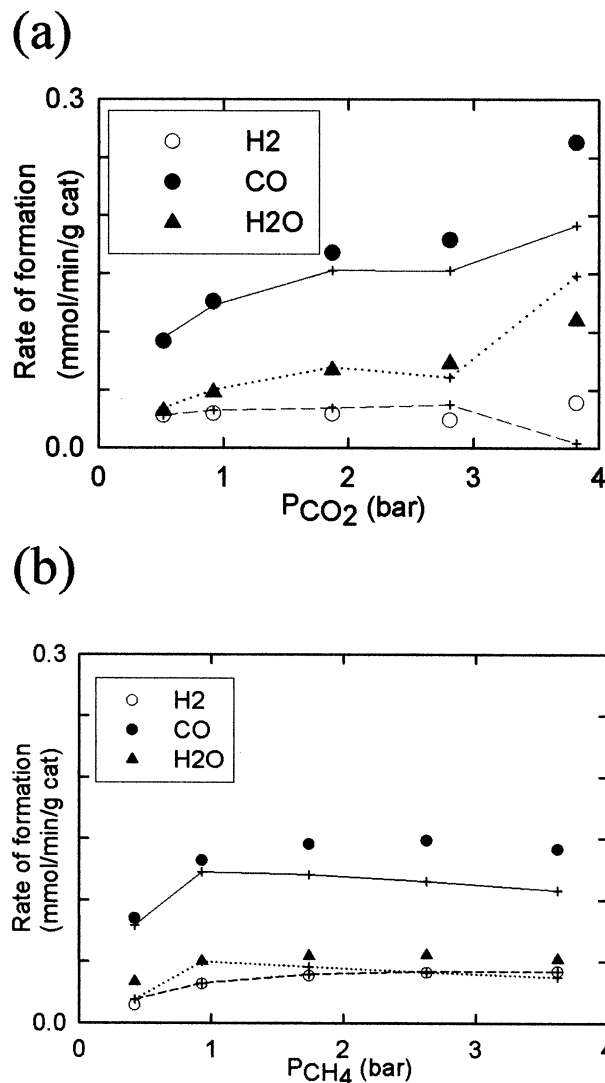 (a)
0.3
H2
CO
H2O
Rate of formation
(mmol/min/g cat)
0.0
0 1 2 3 4
PCO2 (bar)
(b)
0.3
H2
CO
H2O
Rate of formation
(mmol/min/g cat)
0.0
0 1 2 3 4
PCH4 (bar)